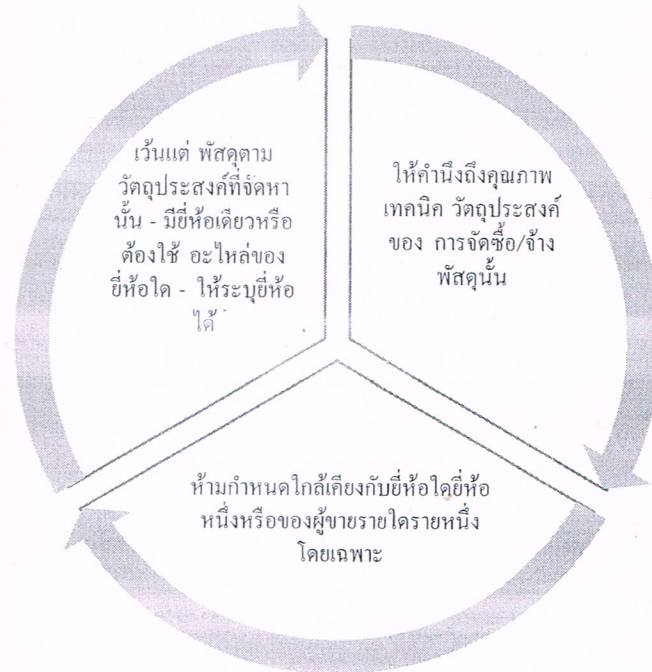 เว้นแต่ พัสดุตาม
วัตถุประสงค์ที่จัดหา
นั้น - มียี่ห้อเดียวหรือ
ต้องใช้ อะไหล่ของ
ยี่ห้อใด - ให้ระบุยี่ห้อ
ได้
ให้คำนึงถึงคุณภาพ
เทคนิค วัตถุประสงค์
ของ การจัดซื้อ/จ้าง
พัสดุนั้น
ห้ามกำหนดใกล้เคียงกับยี่ห้อใดยี่ห้อ
หนึ่งหรือของผู้ขายรายใดรายหนึ่ง
โดยเฉพาะ